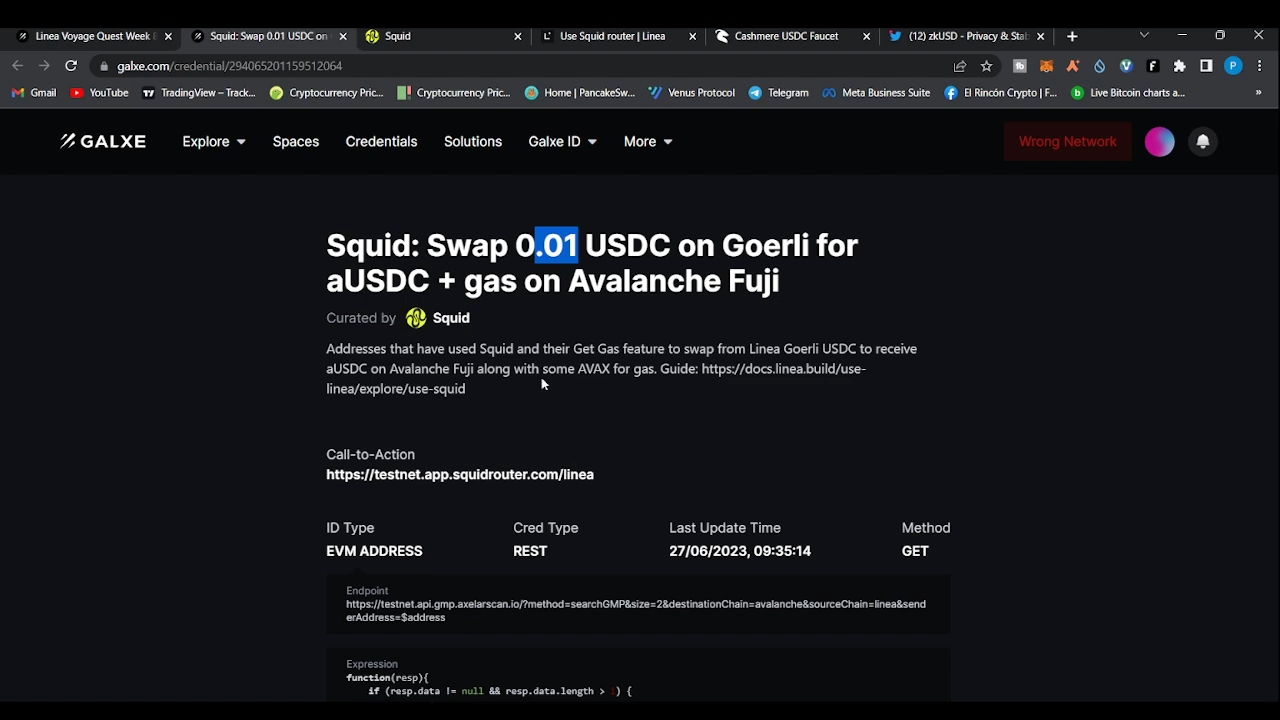 Linea Voyage Quest Week E
Squid: Swap 0.01 USDC on
Squid
Use Squid router | Linea
Cashmere USDC Faucet
(12) zkUSD - Privacy & Stab
galxe.com/credential/294065201159512064
Gmail
YouTube
TradingView – Track...
Cryptocurrency Pric...
Cryptocurrency Pric...
Home | PancakeSw...
Venus Protocol
Telegram
Meta Business Suite
El Rincón Crypto | F...
Live Bitcoin charts a...
»
GALXE
Explore
Spaces
Credentials
Solutions
Galxe ID
More
Wrong Network
Squid: Swap 0.01 USDC on Goerli for
aUSDC + gas on Avalanche Fuji
Curated by Squid
Addresses that have used Squid and their Get Gas feature to swap from Linea Goerli USDC to receive
aUSDC on Avalanche Fuji along with some AVAX for gas. Guide: https://docs.linea.build/use-
linea/explore/use-squid
Call-to-Action
https://testnet.app.squidrouter.com/linea
ID Type
Cred Type
Last Update Time
Method
EVM ADDRESS
REST
27/06/2023, 09:35:14
GET
Endpoint
https://testnet.api.gmp.axelarscan.io/?method=searchGMP&size=2&destinationChain=avalanche&sourceChain=linea&send
erAddress=$address
Expression
function(resp){
if (resp.data != null && resp.data.length > 1) {